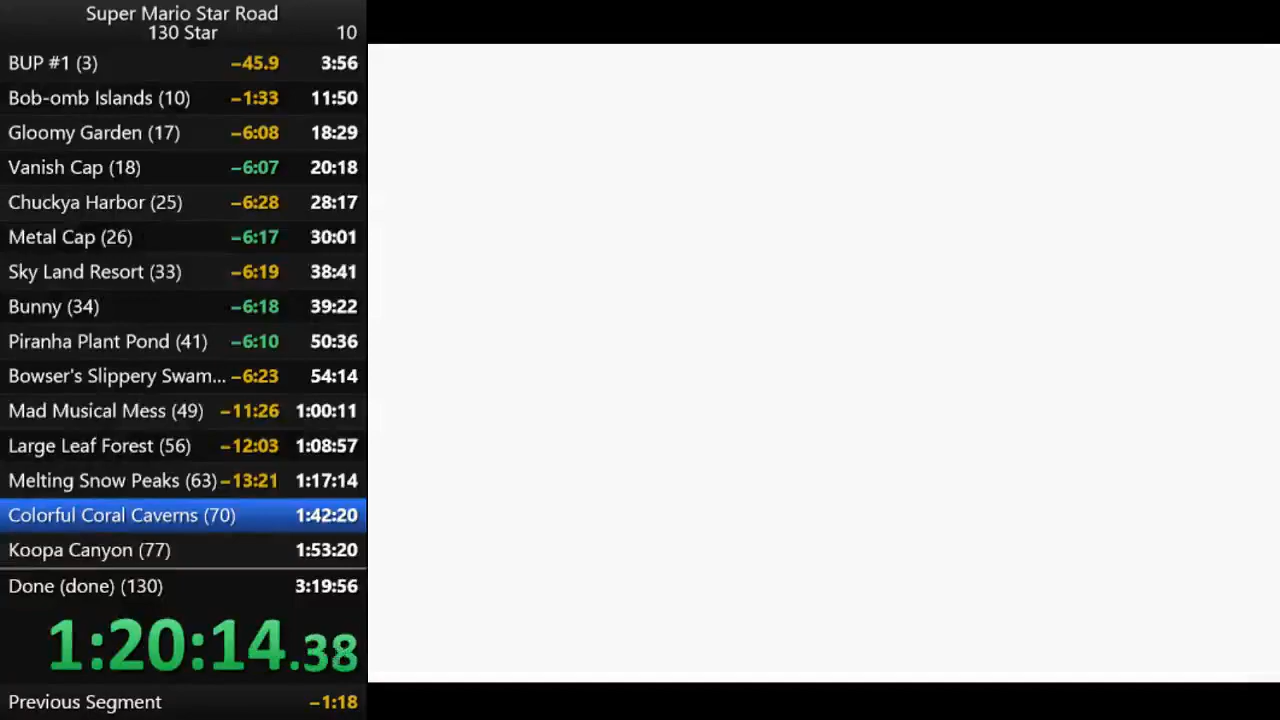 Super Mario Star Road
130 Star 10
BUP #1 (3) −45.9 3:56
Bob-omb Islands (10) −1:33 11:50
Gloomy Garden (17) −6:08 18:29
Vanish Cap (18) −6:07 20:18
Chuckya Harbor (25) −6:28 28:17
Metal Cap (26) −6:17 30:01
Sky Land Resort (33) −6:19 38:41
Bunny (34) −6:18 39:22
Piranha Plant Pond (41) −6:10 50:36
Bowser's Slippery Swam... −6:23 54:14
Mad Musical Mess (49) −11:26 1:00:11
Large Leaf Forest (56) −12:03 1:08:57
Melting Snow Peaks (63) −13:21 1:17:14
Colorful Coral Caverns (70) 1:42:20
Koopa Canyon (77) 1:53:20
Done (done) (130) 3:19:56
1:20:14.38
Previous Segment −1:18